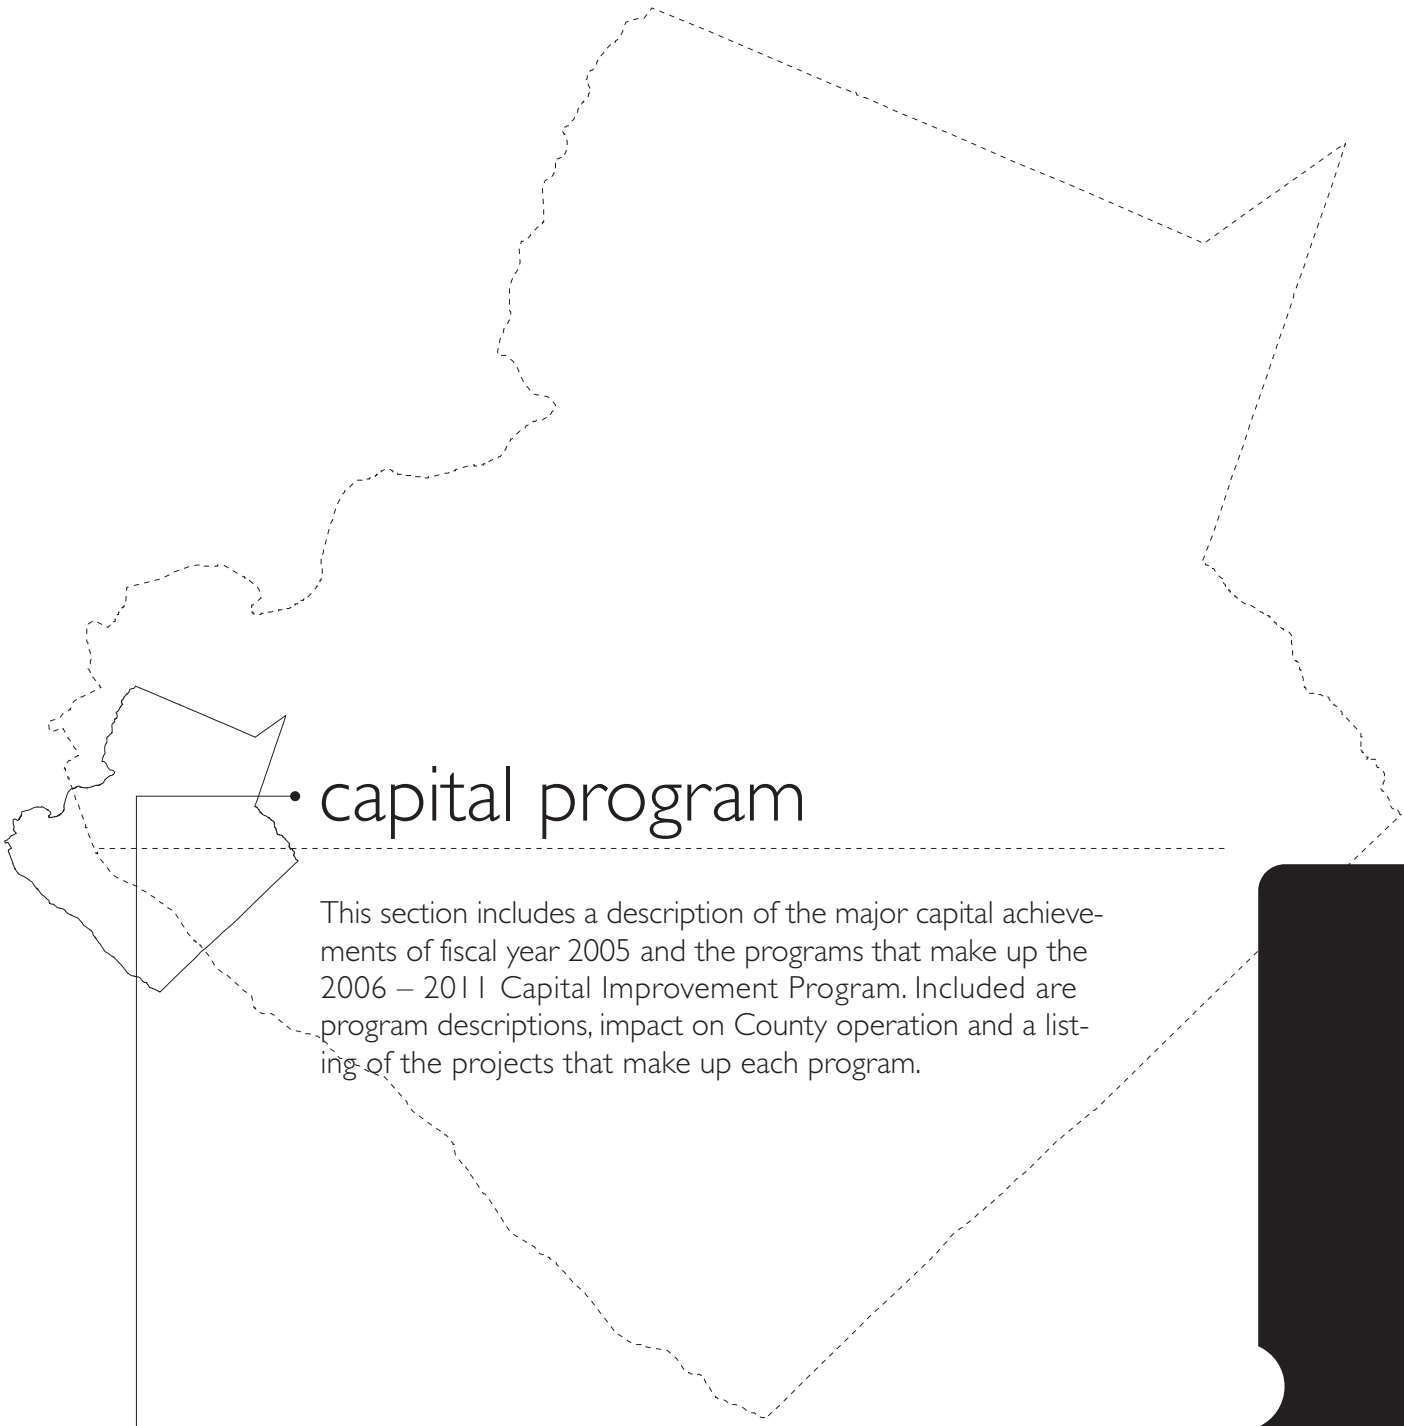 capital program
This section includes a description of the major capital achieve-
ments of fiscal year 2005 and the programs that make up the
2006 – 2011 Capital Improvement Program. Included are
program descriptions, impact on County operation and a list-
ing of the projects that make up each program.